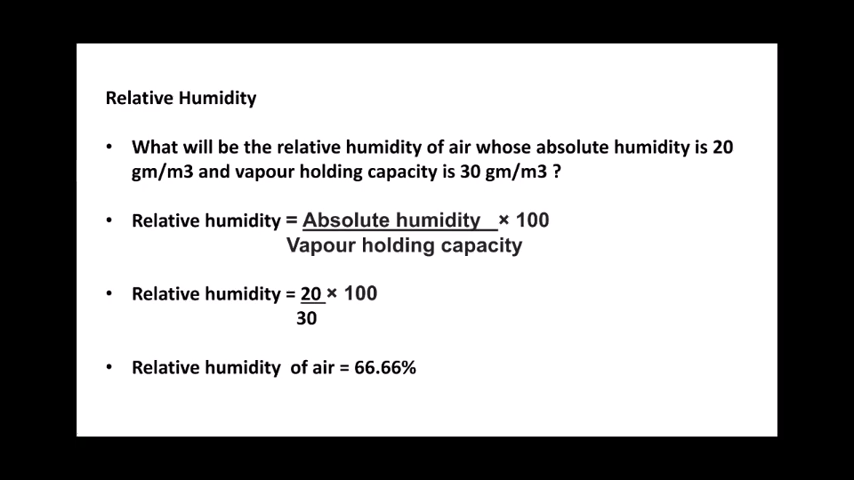 Relative Humidity
• What will be the relative humidity of air whose absolute humidity is 20
gm/m3 and vapour holding capacity is 30 gm/m3 ?
• Relative humidity = Absolute humidity × 100
Vapour holding capacity
• Relative humidity = 20 × 100
30
• Relative humidity of air = 66.66%